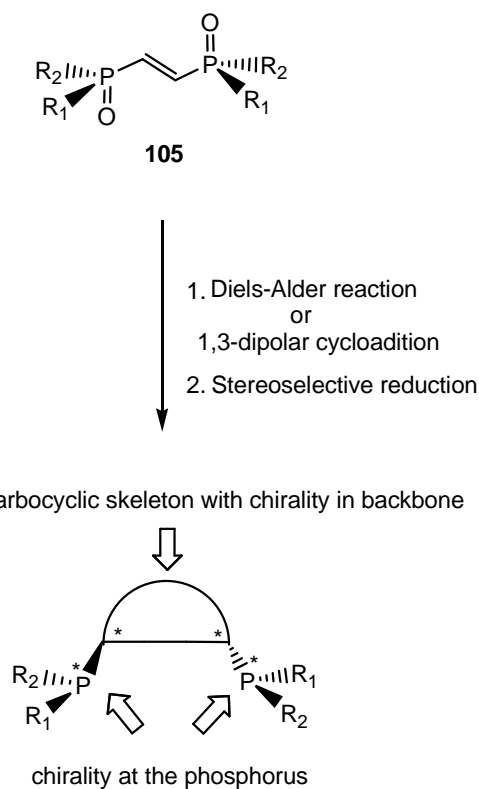 O
R2 P P R2
R1 O R1
105
1. Diels-Alder reaction
or
1,3-dipolar cycloadition
2. Stereoselective reduction
arbocyclic skeleton with chirality in backbone
* *
R2 P * * P R1
R1 R2
chirality at the phosphorus